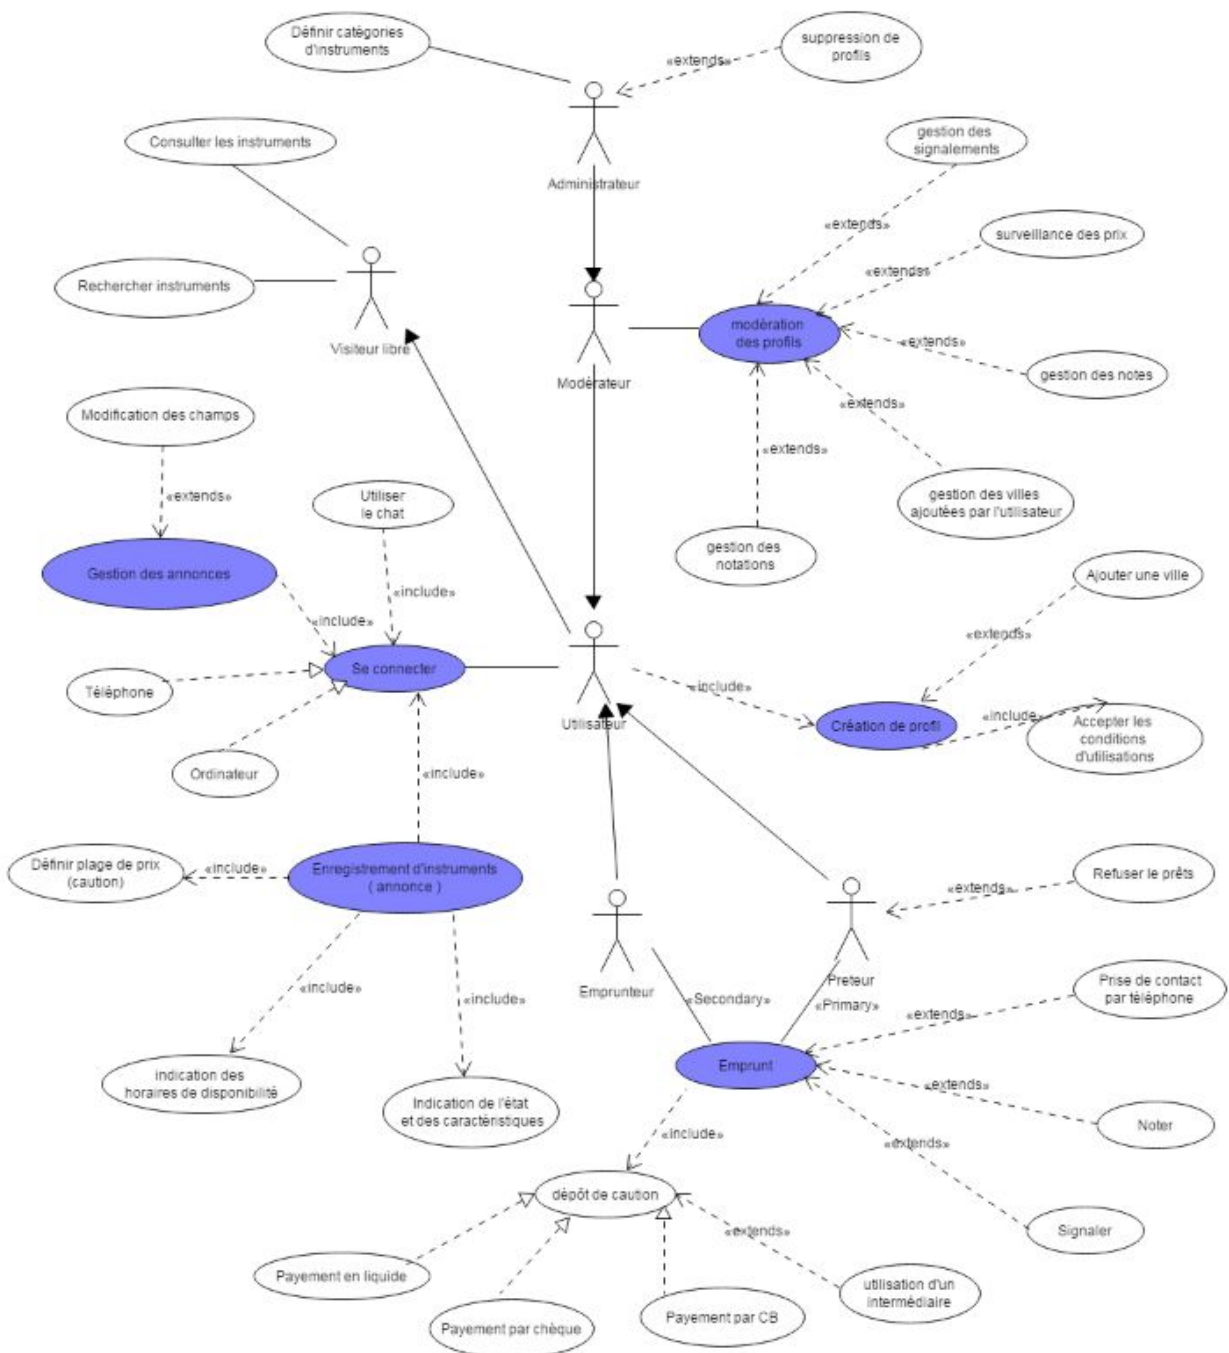 Définir catégories
d'instruments
suppression de
profils
«extends»
Administrateur
Consulter les instruments
gestion des
signalements
«extends»
surveillance des prix
«extends»
Rechercher instruments
Visiteur libre
Modérateur
modération
des profils
«extends»
gestion des notes
Modification des champs
«extends»
«extends»
gestion des villes
ajoutées par l'utilisateur
gestion des
notations
«extends»
Utiliser
le chat
Gestion des annonces
«include»
«include»
Ajouter une ville
«extends»
Se connecter
Téléphone
Utilisateur
«include»
Création de profil
«include»
Accepter les
conditions
d'utilisations
Ordinateur
«include»
Définir plage de prix
(caution)
«include»
Enregistrement d'instruments
( annonce )
Refuser le prêts
«extends»
Emprunteur
Preteur
«Secondary»
«Primary»
Prise de contact
par téléphone
«extends»
«include»
«include»
indication des
horaires de disponibilité
Indication de l'état
et des caractéristiques
Emprunt
«extends»
Noter
«include»
«extends»
dépôt de caution
Signaler
«extends»
Payement en liquide
utilisation d'un
intermédiaire
Payement par chèque
Payement par CB